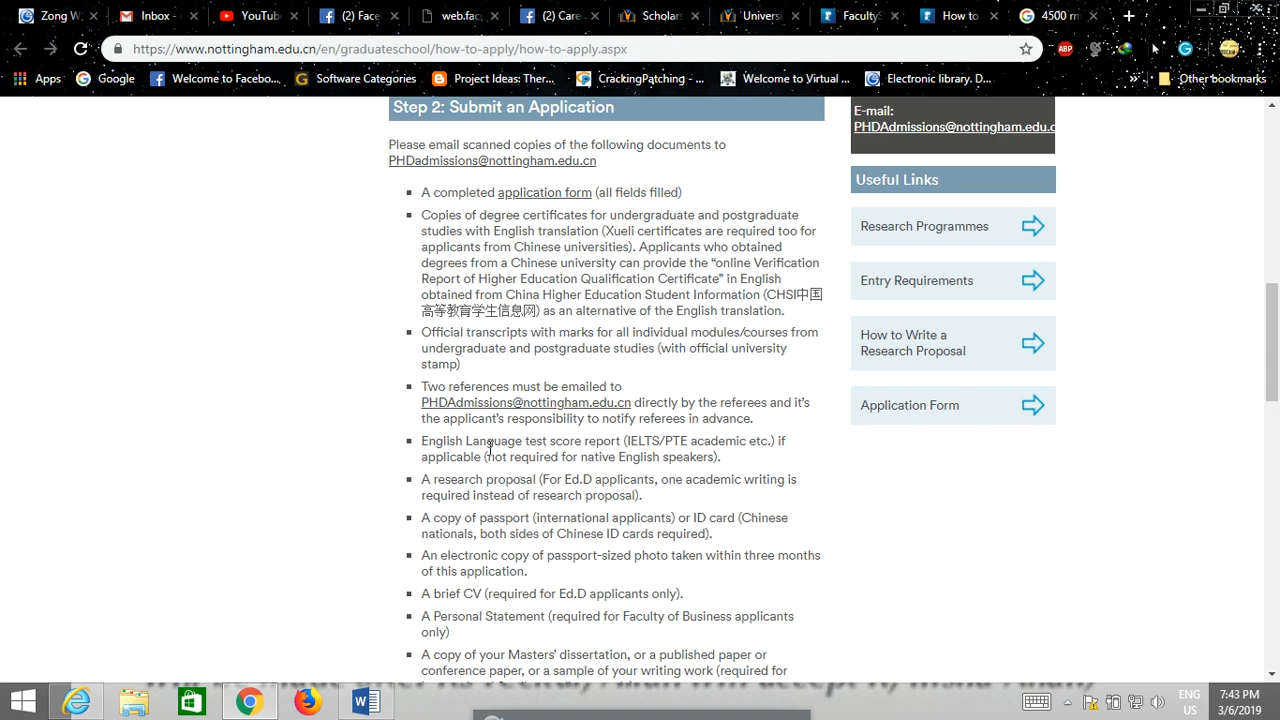 Zong W
Inbox -
YouTub
(2) Face
web.fac
(2) Care
Scholars
Univers
FacultyS
How to
4500 rm
https://www.nottingham.edu.cn/en/graduateschool/how-to-apply/how-to-apply.aspx
ABP
Apps
Google
Welcome to Facebo...
Software Categories
Project Ideas: Ther...
CrackingPatching - ...
Welcome to Virtual ...
Electronic library. D...
Other bookmarks
Step 2: Submit an Application
Please email scanned copies of the following documents to
PHDadmissions@nottingham.edu.cn
A completed application form (all fields filled)
Copies of degree certificates for undergraduate and postgraduate
studies with English translation (Xueli certificates are required too for
applicants from Chinese universities). Applicants who obtained
degrees from a Chinese university can provide the “online Verification
Report of Higher Education Qualification Certificate” in English
obtained from China Higher Education Student Information (CHSI中国
高等教育学生信息网) as an alternative of the English translation.
Official transcripts with marks for all individual modules/courses from
undergraduate and postgraduate studies (with official university
stamp)
Two references must be emailed to
PHDAdmissions@nottingham.edu.cn directly by the referees and it’s
the applicant’s responsibility to notify referees in advance.
English Language test score report (IELTS/PTE academic etc.) if
applicable (not required for native English speakers).
A research proposal (For Ed.D applicants, one academic writing is
required instead of research proposal).
A copy of passport (international applicants) or ID card (Chinese
nationals, both sides of Chinese ID cards required).
An electronic copy of passport-sized photo taken within three months
of this application.
A brief CV (required for Ed.D applicants only).
A Personal Statement (required for Faculty of Business applicants
only)
A copy of your Masters’ dissertation, or a published paper or
conference paper, or a sample of your writing work (required for
E-mail:
PHDAdmissions@nottingham.edu.c
Useful Links
Research Programmes
Entry Requirements
How to Write a
Research Proposal
Application Form
ENG
US
7:43 PM
3/6/2019